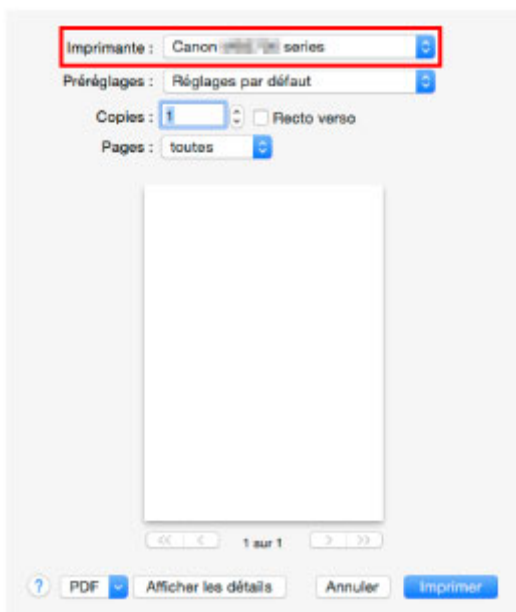 Imprimante : Canon series
Préréglages : Réglages par défaut
Copies : 1 Recto verso
Pages : toutes
1 sur 1
? PDF Afficher les détails Annuler Imprimer